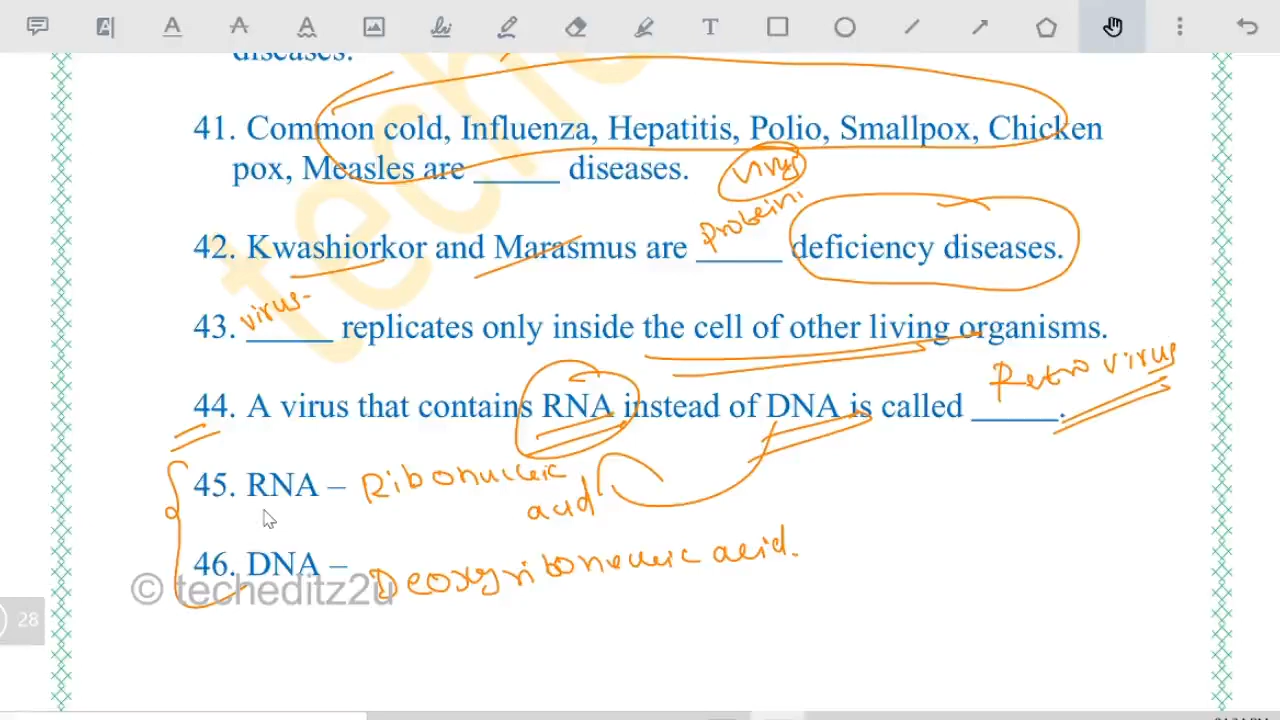 diseases.
41. Common cold, Influenza, Hepatitis, Polio, Smallpox, Chicken
pox, Measles are ______ diseases.
virus
protein.
42. Kwashiorkor and Marasmus are ______ deficiency diseases.
virus-
43. ______ replicates only inside the cell of other living organisms.
Retro virus
44. A virus that contains RNA instead of DNA is called ______.
45. RNA – Ribonucleic
acid
46. DNA – Deoxyribonucleic acid.
© techeditz2u
28